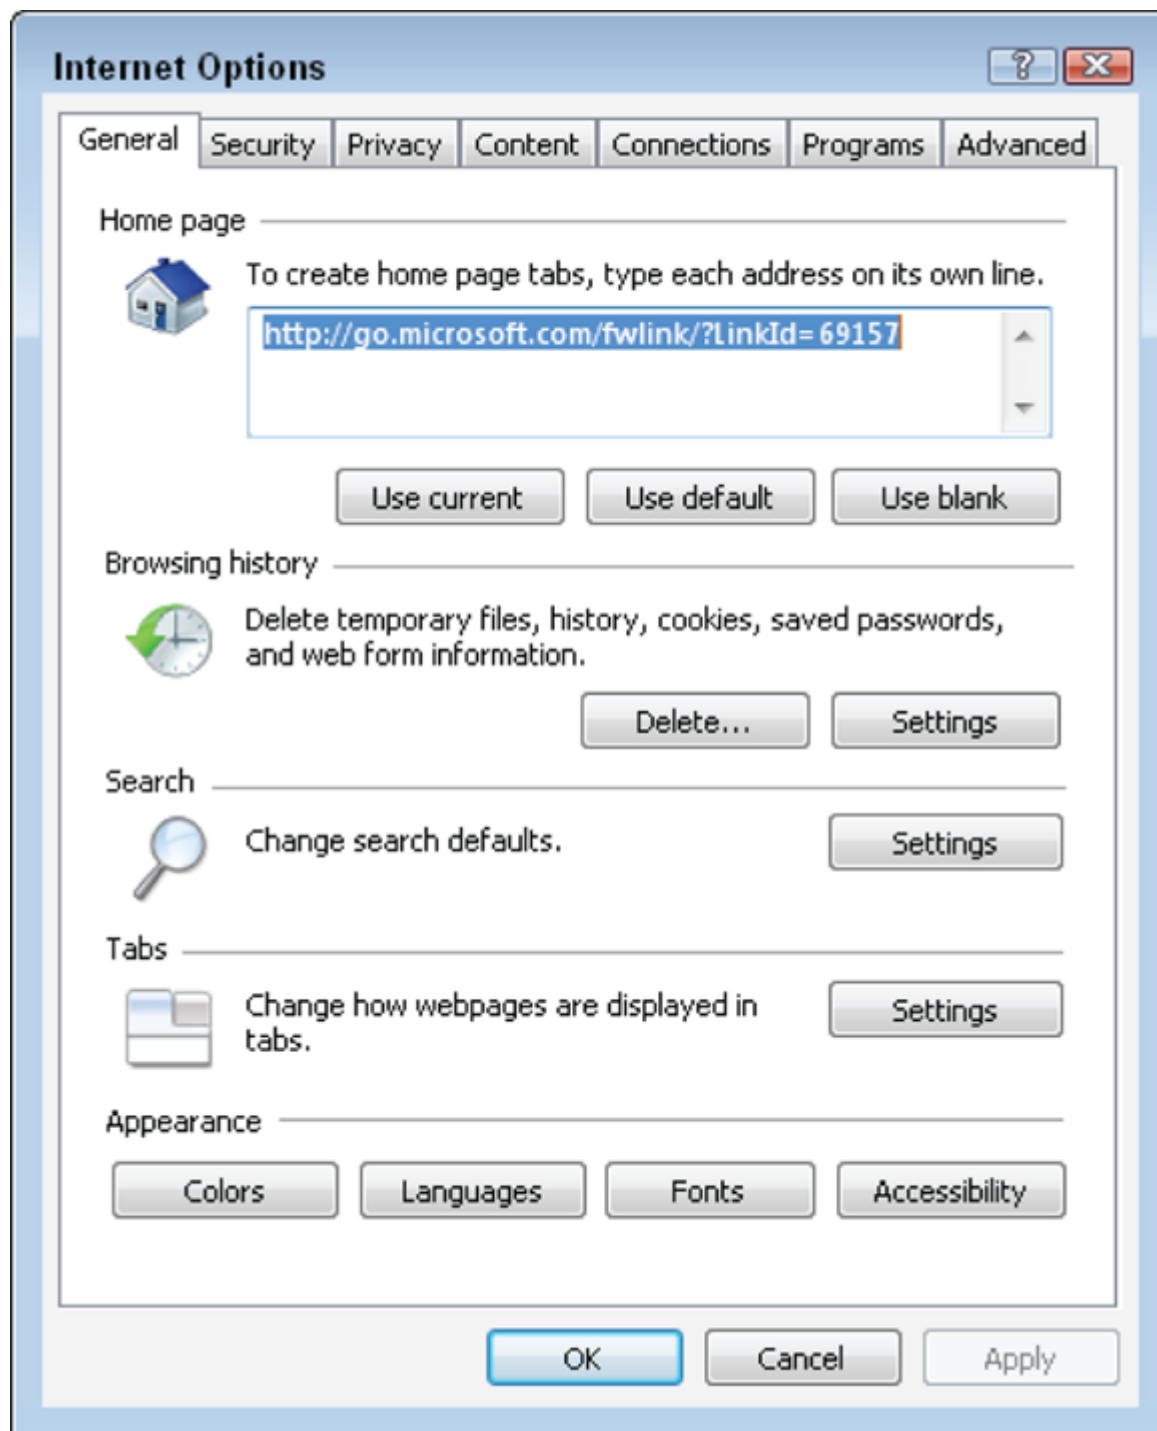 Internet Options
General Security Privacy Content Connections Programs Advanced
Home page
To create home page tabs, type each address on its own line.
http://go.microsoft.com/fwlink/?LinkId=69157
Use current Use default Use blank
Browsing history
Delete temporary files, history, cookies, saved passwords,
and web form information.
Delete... Settings
Search
Change search defaults.
Settings
Tabs
Change how webpages are displayed in
tabs.
Settings
Appearance
Colors Languages Fonts Accessibility
OK Cancel Apply